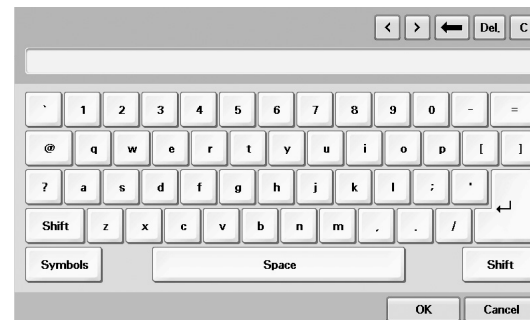 < > ← Del. C
` 1 2 3 4 5 6 7 8 9 0 - =
@ q w e r t y u i o p [ ]
? a s d f g h j k l ; '
Shift z x c v b n m , . /
Symbols Space Shift
OK Cancel